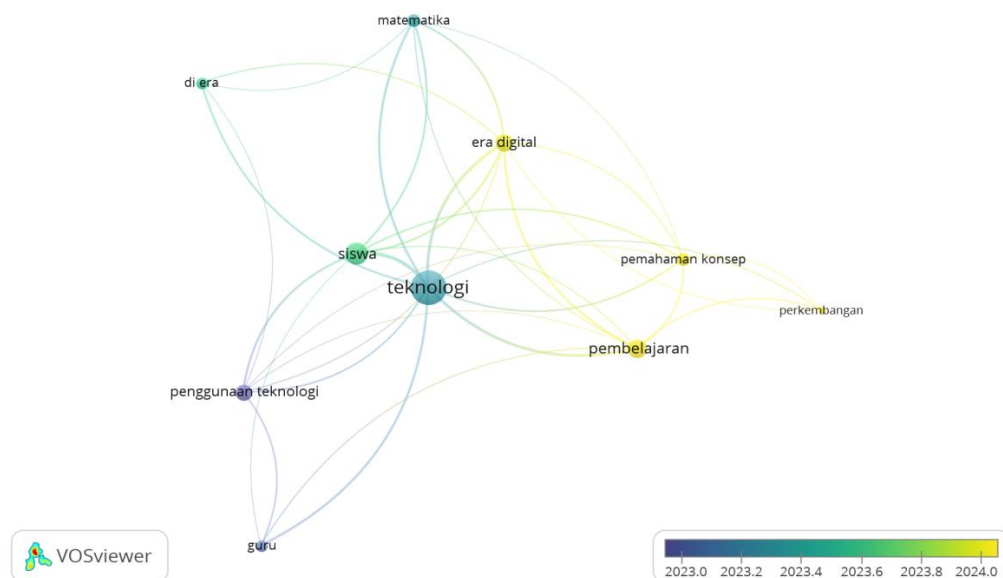 matematika
di era
era digital
siswa
pemahaman konsep
teknologi
perkembangan
pembelajaran
penggunaan teknologi
guru
VOSviewer
2023.0 2023.2 2023.4 2023.6 2023.8 2024.0